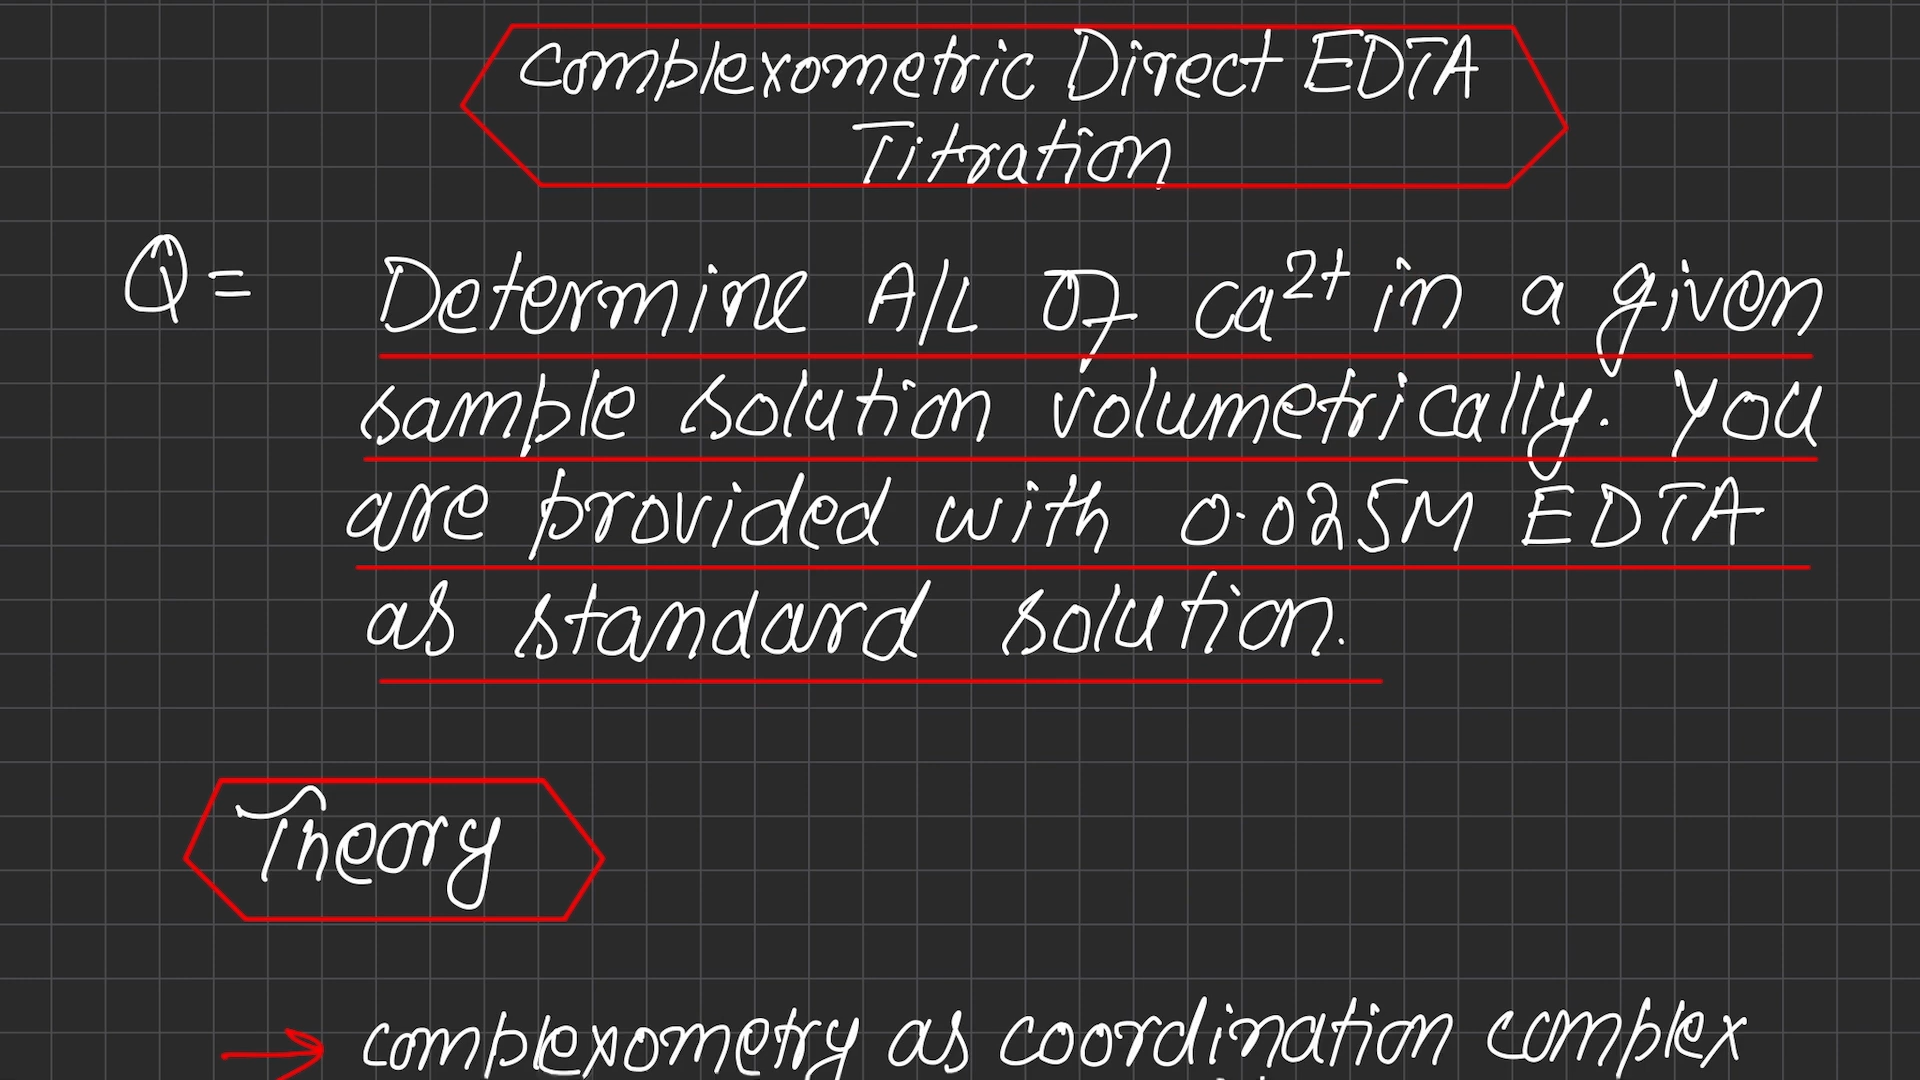 Complexometric Direct EDTA
Titration
Q = Determine A/L of Ca²⁺ in a given
sample solution volumetrically. You
are provided with 0.025M EDTA
as standard solution.
Theory
→ complexometry as coordination complex